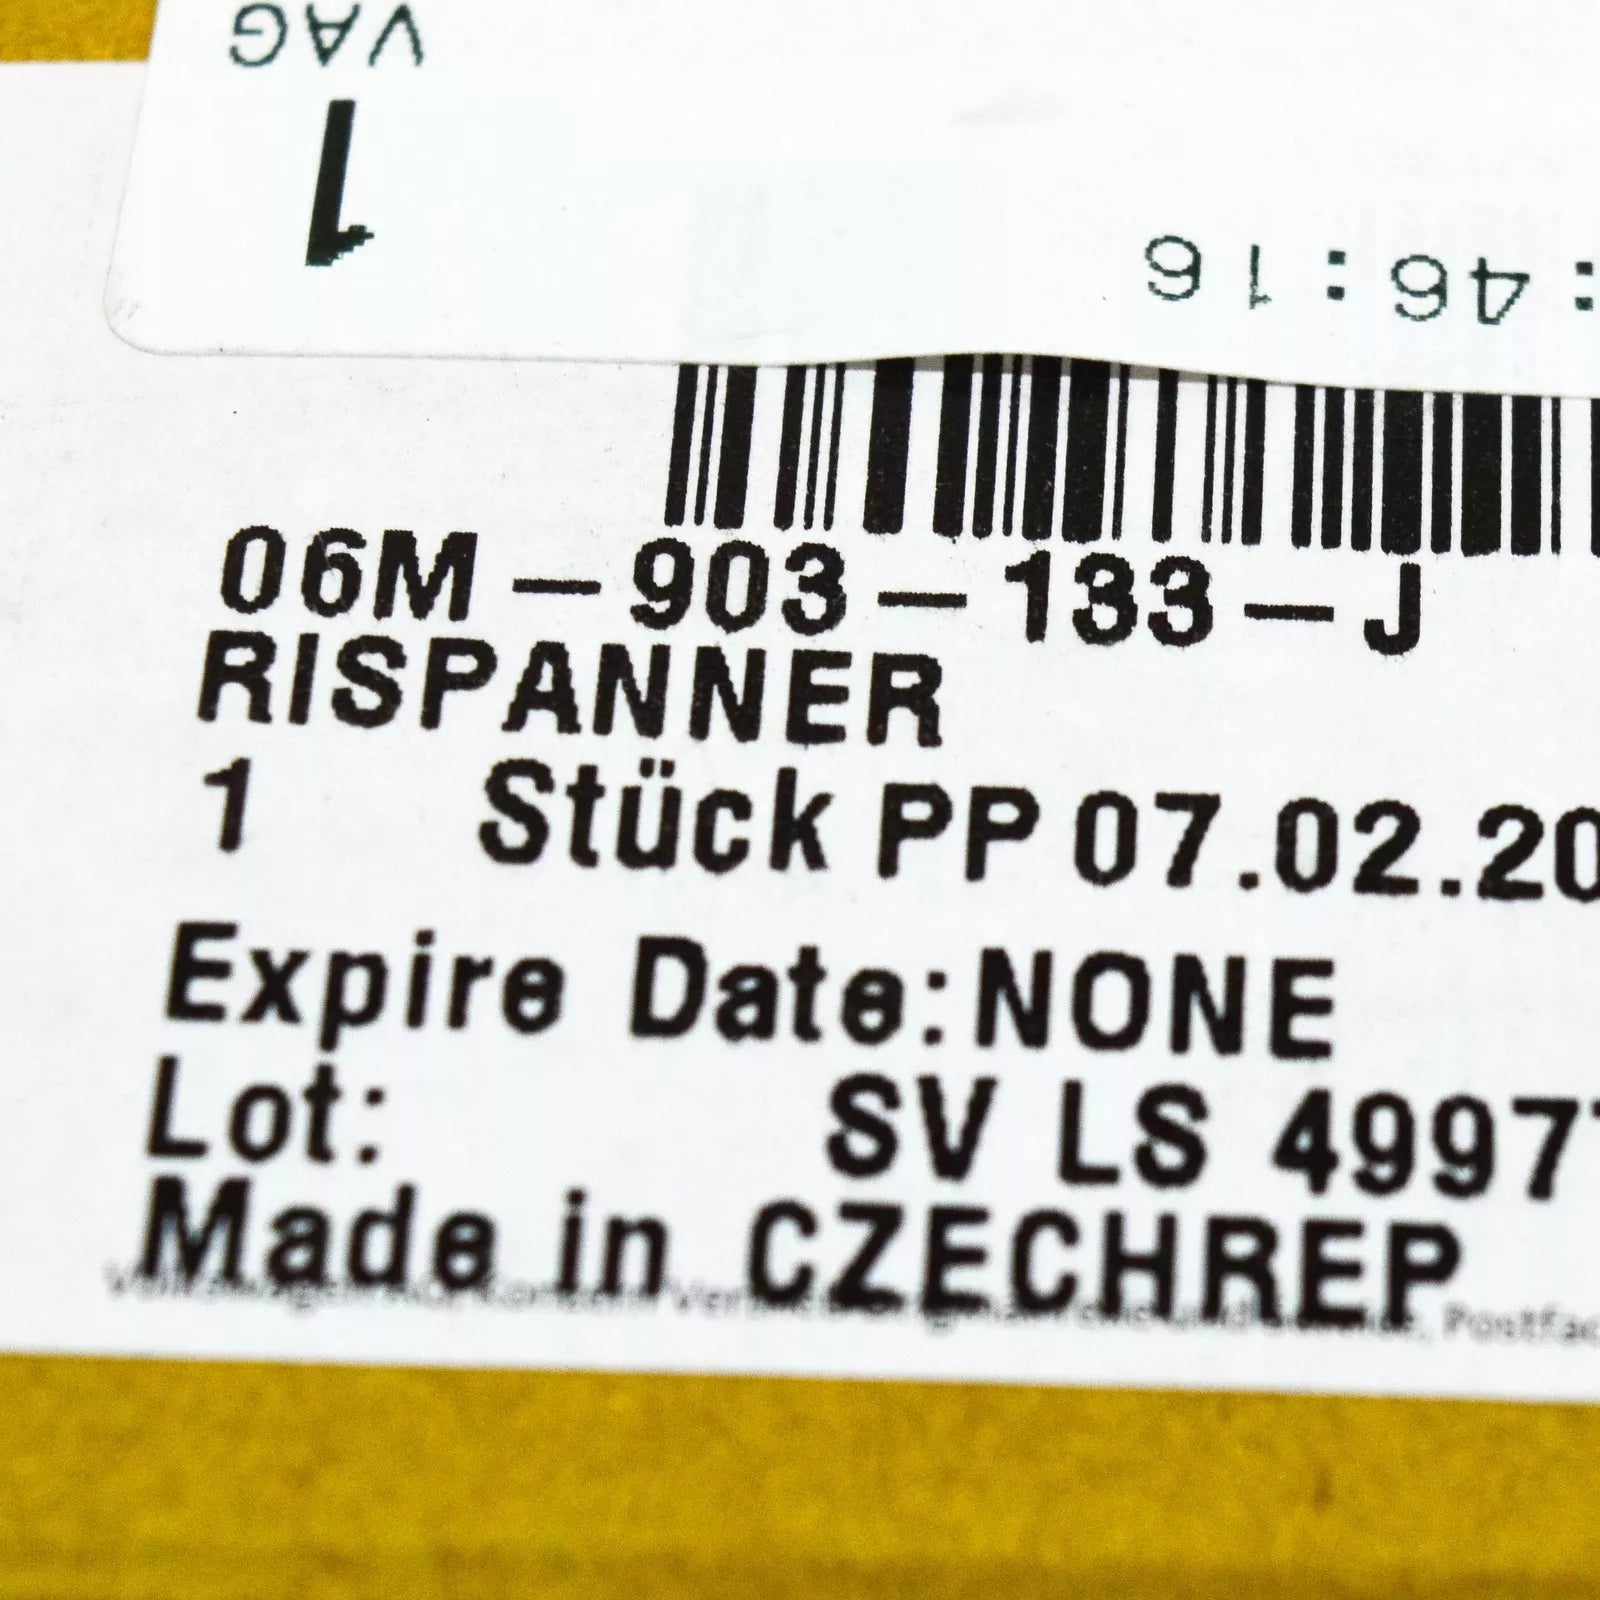 VAG
1
:46:16
06M-903-133-J
RISPANNER
1 Stück PP 07.02.20
Expire Date:NONE
Lot: SV LS 4997
Made in CZECHREP
Postfac